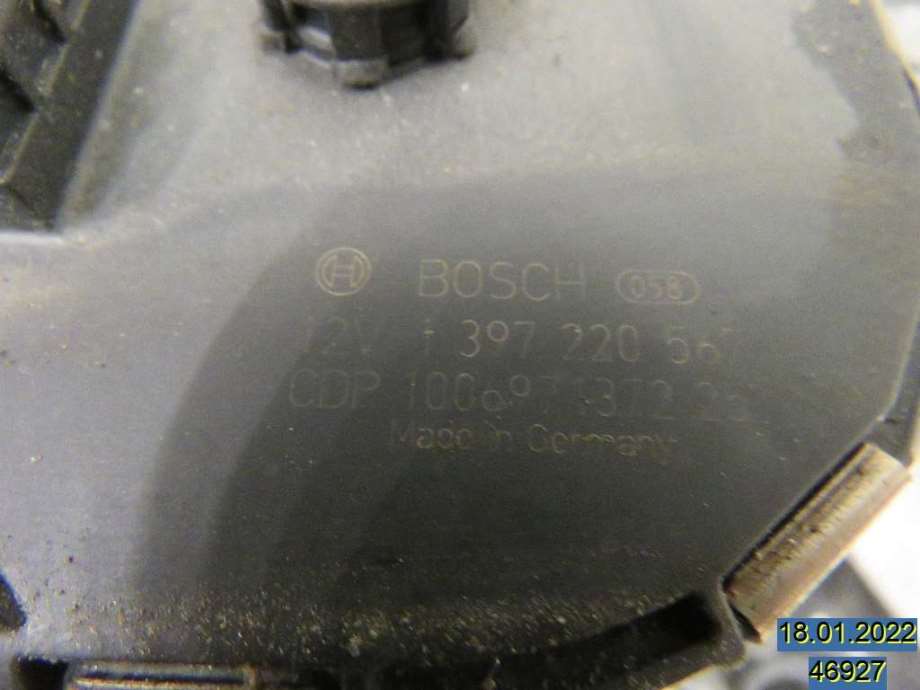 BOSCH 058
12V 1 397 220 56
CDP
Made in Germany
18.01.2022
46927